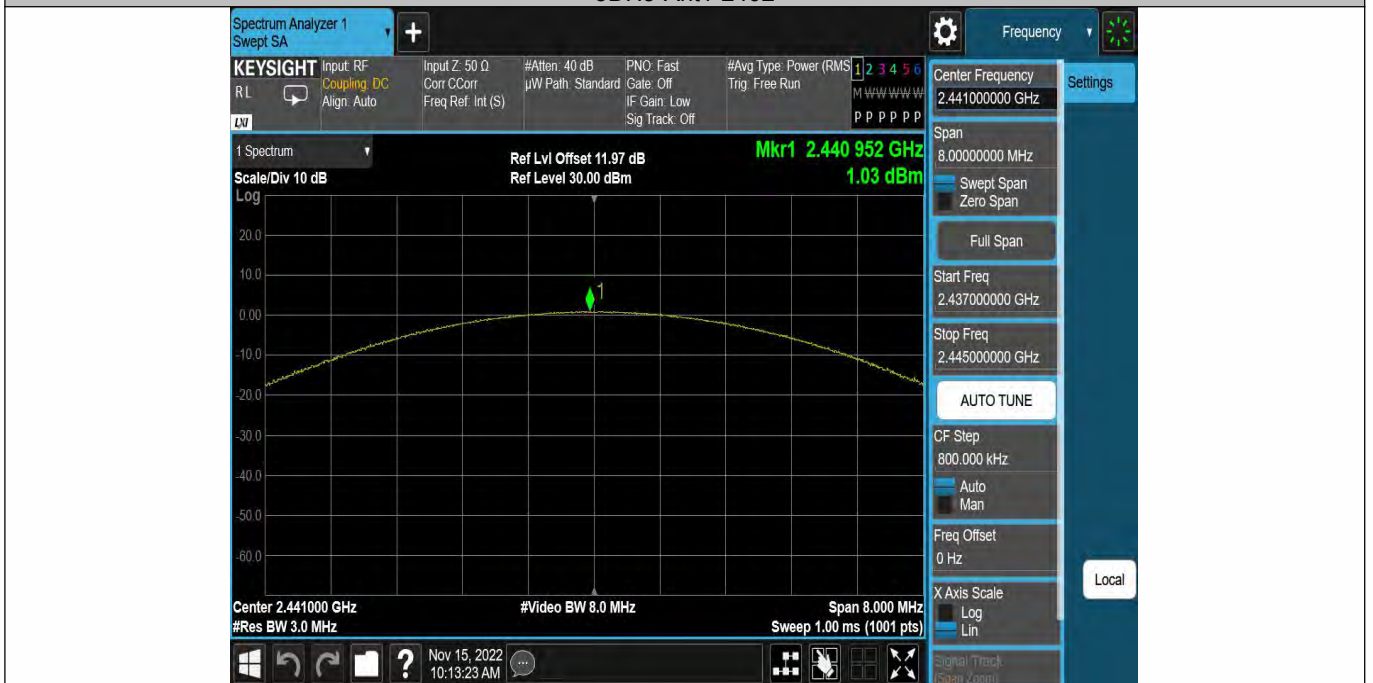 Spectrum Analyzer 1
Swept SA
+
Frequency
KEYSIGHT
RL
LXI
Input: RF
Coupling: DC
Align: Auto
Input Z: 50 Ω
Corr CCorr
Freq Ref: Int (S)
#Atten: 40 dB
µW Path: Standard
PNO: Fast
Gate: Off
IF Gain: Low
Sig Track: Off
#Avg Type: Power (RMS
Trig: Free Run
1 2 3 4 5 6
M W W W W W
P P P P P P
Center Frequency
2.441000000 GHz
Settings
1 Spectrum
Ref Lvl Offset 11.97 dB
Mkr1 2.440 952 GHz
Scale/Div 10 dB
Ref Level 30.00 dBm
1.03 dBm
Log
20.0
10.0
0.00
-10.0
-20.0
-30.0
-40.0
-50.0
-60.0
1
Center 2.441000 GHz
#Video BW 8.0 MHz
Span 8.000 MHz
#Res BW 3.0 MHz
Sweep 1.00 ms (1001 pts)
Span
8.00000000 MHz
Swept Span
Zero Span
Full Span
Start Freq
2.437000000 GHz
Stop Freq
2.445000000 GHz
AUTO TUNE
CF Step
800.000 kHz
Auto
Man
Freq Offset
0 Hz
X Axis Scale
Log
Lin
Signal Track
(Span Zoom)
Local
?
Nov 15, 2022
10:13:23 AM